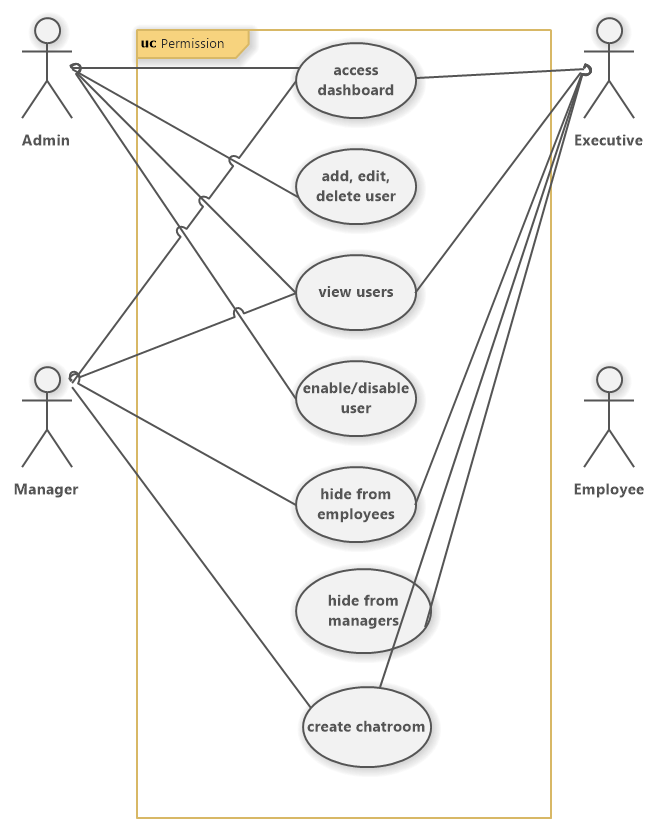 uc Permission
Admin
Executive
access
dashboard
add, edit,
delete user
view users
enable/disable
user
Manager
Employee
hide from
employees
hide from
managers
create chatroom